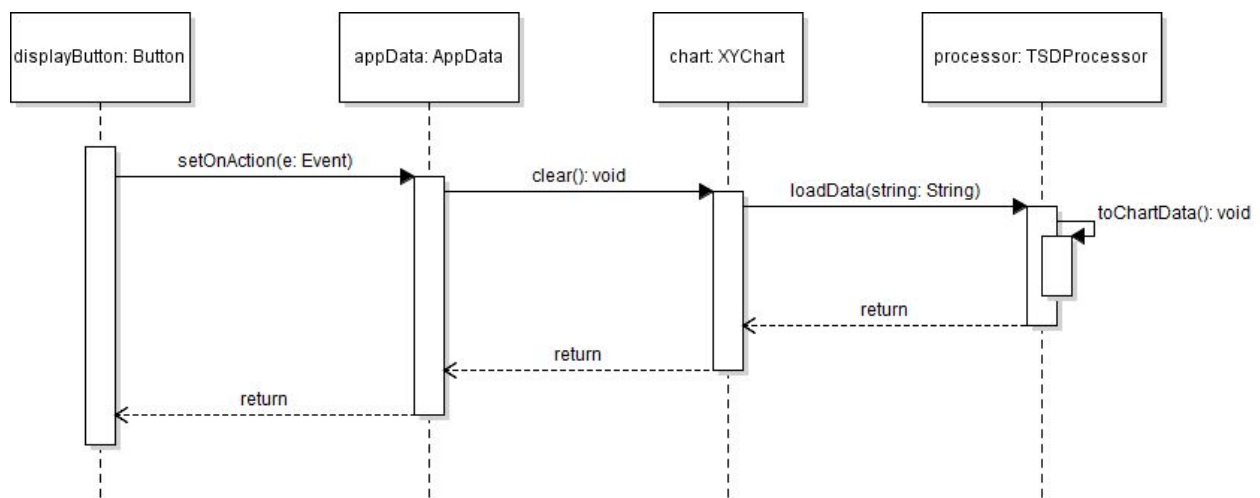 displayButton: Button
appData: AppData
chart: XYChart
processor: TSDProcessor
setOnAction(e: Event)
clear(): void
loadData(string: String)
toChartData(): void
return
return
return